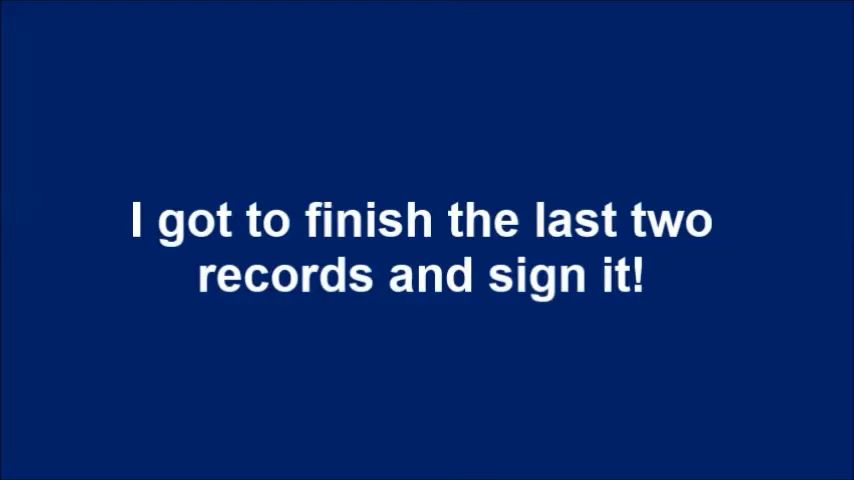 I got to finish the last two
records and sign it!